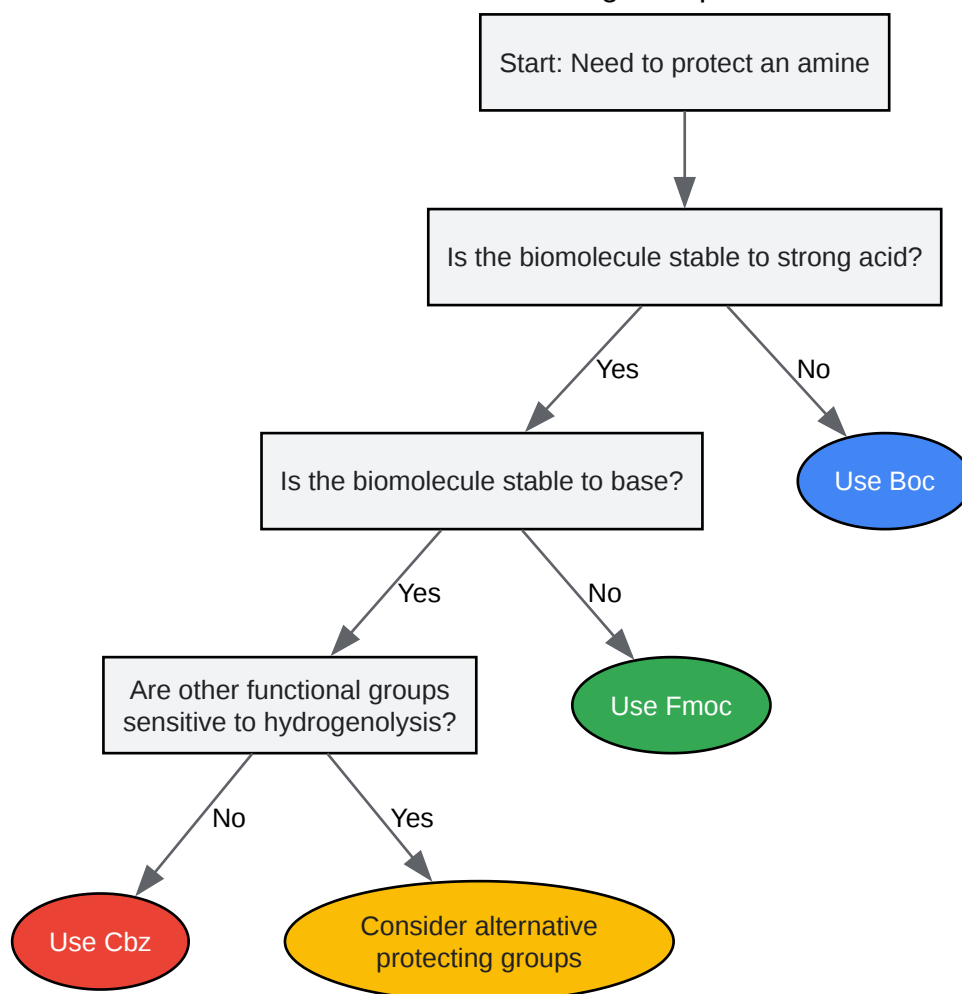 Start: Need to protect an amine
Is the biomolecule stable to strong acid?
Yes
No
Is the biomolecule stable to base?
Use Boc
Yes
No
Are other functional groups
sensitive to hydrogenolysis?
Use Fmoc
No
Yes
Use Cbz
Consider alternative
protecting groups